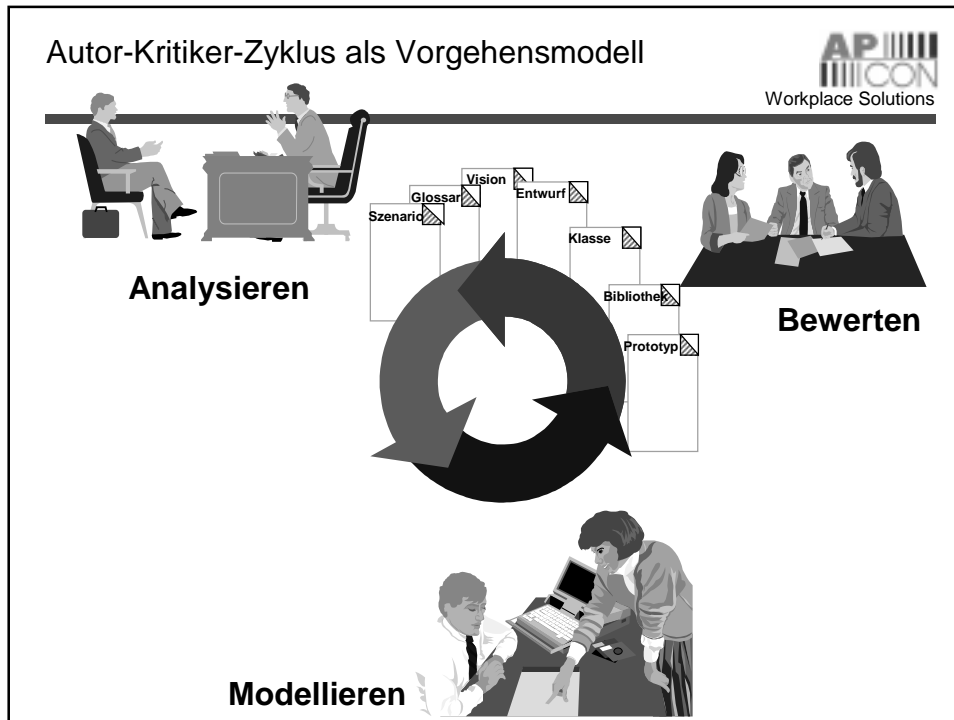 Autor-Kritiker-Zyklus als Vorgehensmodell
AP
CON
Workplace Solutions
Vision
Glossar
Entwurf
Szenario
Klasse
Analysieren
Bibliothek
Bewerten
Prototyp
Modellieren